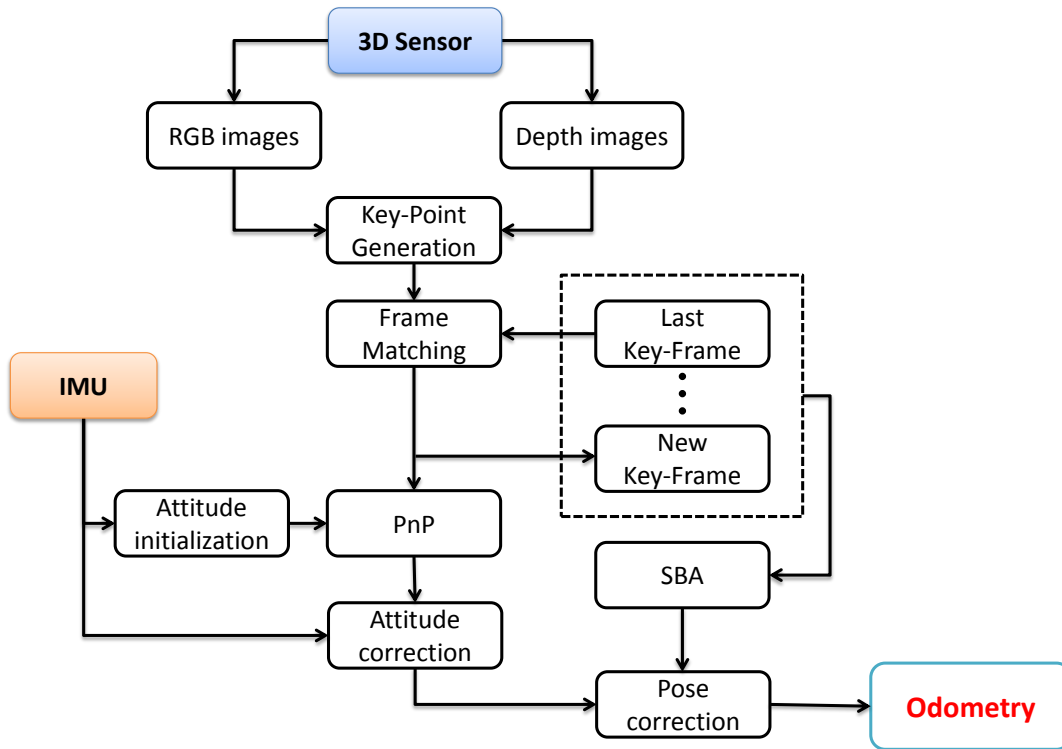 3D Sensor
RGB images
Depth images
Key-Point
Generation
Frame
Matching
Last
Key-Frame
IMU
New
Key-Frame
Attitude
initialization
PnP
SBA
Attitude
correction
Pose
correction
Odometry